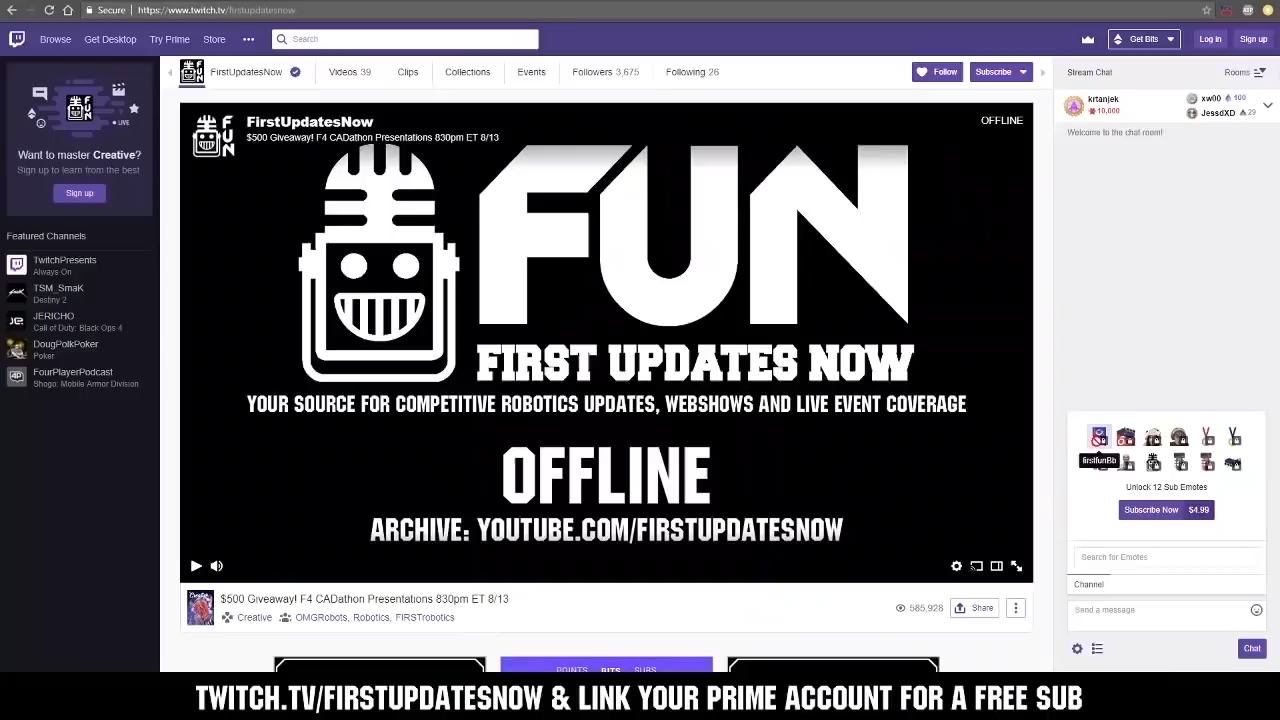 Secure | https://www.twitch.tv/firstupdatesnow
Browse Get Desktop Try Prime Store ••• Search Get Bits Log in Sign up
FirstUpdatesNow Videos 39 Clips Collections Events Followers 3,675 Following 26 Follow Subscribe
Stream Chat Rooms
LIVE
Want to master Creative?
Sign up to learn from the best
Sign up
Featured Channels
TwitchPresents
Always On
TSM_SmaK
Destiny 2
JERICHO
Call of Duty: Black Ops 4
DougPolkPoker
Poker
FourPlayerPodcast
Shogo: Mobile Armor Division
FUN
FirstUpdatesNow
$500 Giveaway! F4 CADathon Presentations 830pm ET 8/13
OFFLINE
FUN
FIRST UPDATES NOW
YOUR SOURCE FOR COMPETITIVE ROBOTICS UPDATES, WEBSHOWS AND LIVE EVENT COVERAGE
OFFLINE
ARCHIVE: YOUTUBE.COM/FIRSTUPDATESNOW
$500 Giveaway! F4 CADathon Presentations 830pm ET 8/13
Creative OMGRobots, Robotics, FIRSTrobotics
585,928 Share
POINTS BITS SUBS
krtanjek
10,000
xw00 100
JessdXD 29
Welcome to the chat room!
firstfunBb
Unlock 12 Sub Emotes
Subscribe Now $4.99
Search for Emotes
Channel
Send a message
Chat
TWITCH.TV/FIRSTUPDATESNOW & LINK YOUR PRIME ACCOUNT FOR A FREE SUB